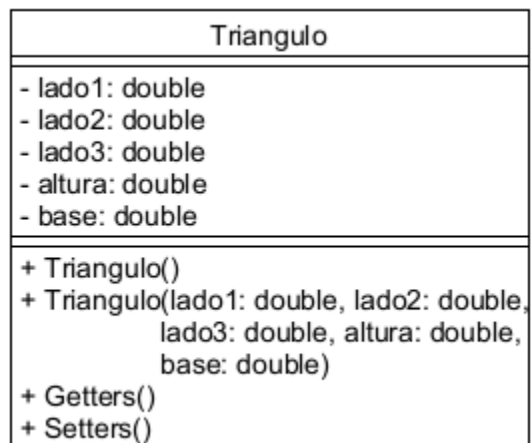 Triangulo
- lado1: double
- lado2: double
- lado3: double
- altura: double
- base: double
+ Triangulo()
+ Triangulo(lado1: double, lado2: double,
lado3: double, altura: double,
base: double)
+ Getters()
+ Setters()